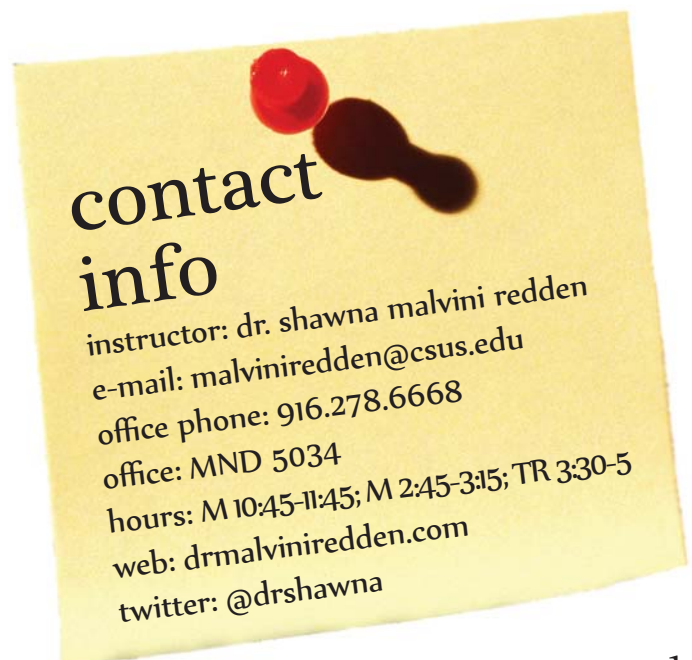 contact
info
instructor: dr. shawna malvini redden
e-mail: malviniredden@csus.edu
office phone: 916.278.6668
office: MND 5034
hours: M 10:45-11:45; M 2:45-3:15; TR 3:30-5
web: drmalviniredden.com
twitter: @drshawna